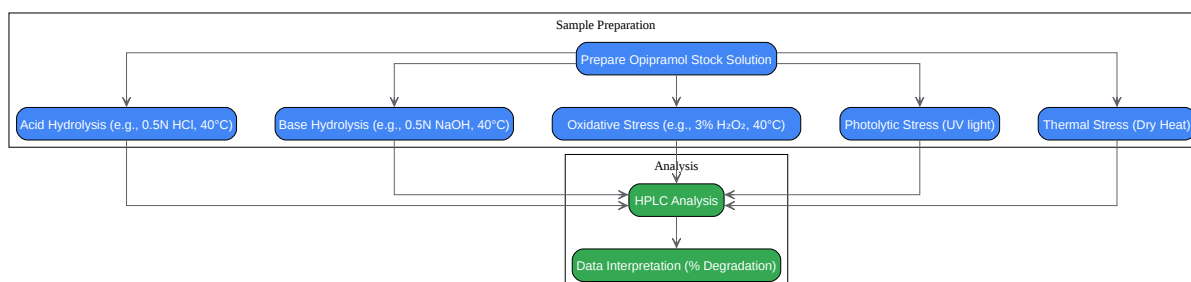 Sample Preparation
Prepare Opipramol Stock Solution
Acid Hydrolysis (e.g., 0.5N HCl, 40°C)
Base Hydrolysis (e.g., 0.5N NaOH, 40°C)
Oxidative Stress (e.g., 3% H₂O₂, 40°C)
Photolytic Stress (UV light)
Thermal Stress (Dry Heat)
Analysis
HPLC Analysis
Data Interpretation (% Degradation)